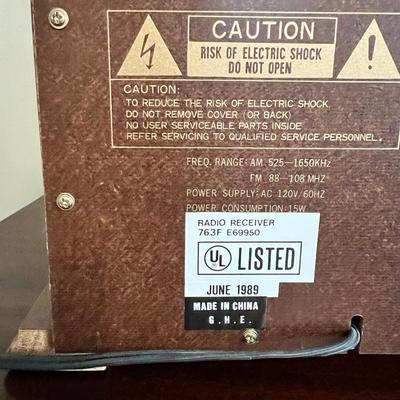 CAUTION
RISK OF ELECTRIC SHOCK
DO NOT OPEN
CAUTION:
TO REDUCE THE RISK OF ELECTRIC SHOCK
DO NOT REMOVE COVER (OR BACK)
NO USER SERVICEABLE PARTS INSIDE
REFER SERVICING TO QUALIFIED SERVICE PERSONNEL.
FREQ. RANGE: AM 525-1650KHz
FM 88-108 MHz
POWER SUPPLY: AC 120V/60HZ
POWER CONSUMPTION: 15W
RADIO RECEIVER
763F E69950
UL LISTED
JUNE 1989
MADE IN CHINA
G.H.E.